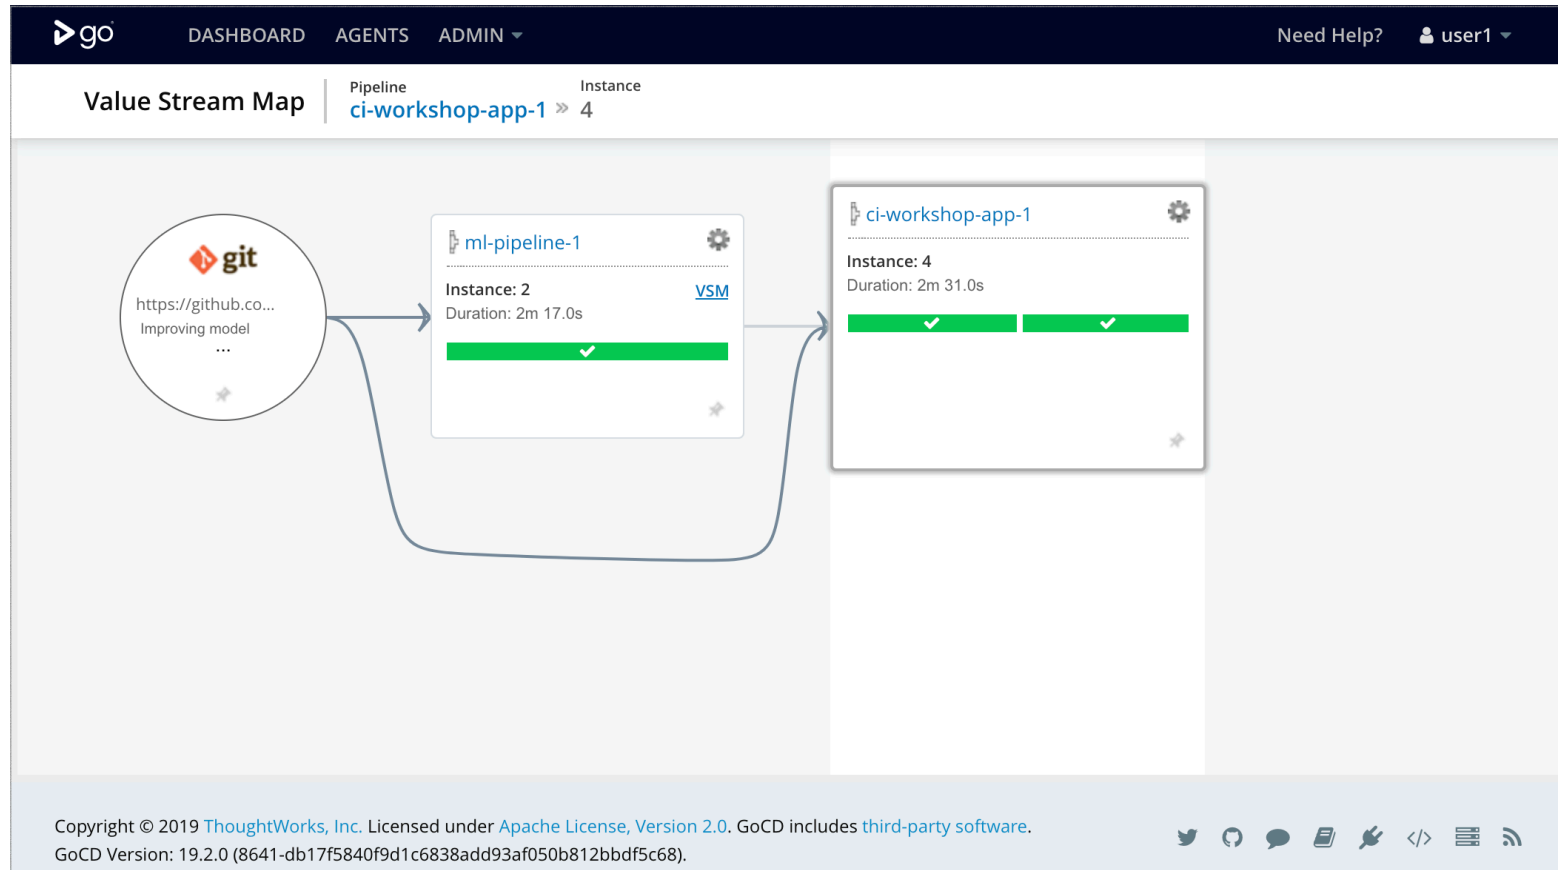 go DASHBOARD AGENTS ADMIN Need Help? user1
Value Stream Map
Pipeline Instance
ci-workshop-app-1 » 4
git
https://github.co...
Improving model
...
ml-pipeline-1
Instance: 2 VSM
Duration: 2m 17.0s
ci-workshop-app-1
Instance: 4
Duration: 2m 31.0s
Copyright © 2019 ThoughtWorks, Inc. Licensed under Apache License, Version 2.0. GoCD includes third-party software.
GoCD Version: 19.2.0 (8641-db17f5840f9d1c6838add93af050b812bbdf5c68).